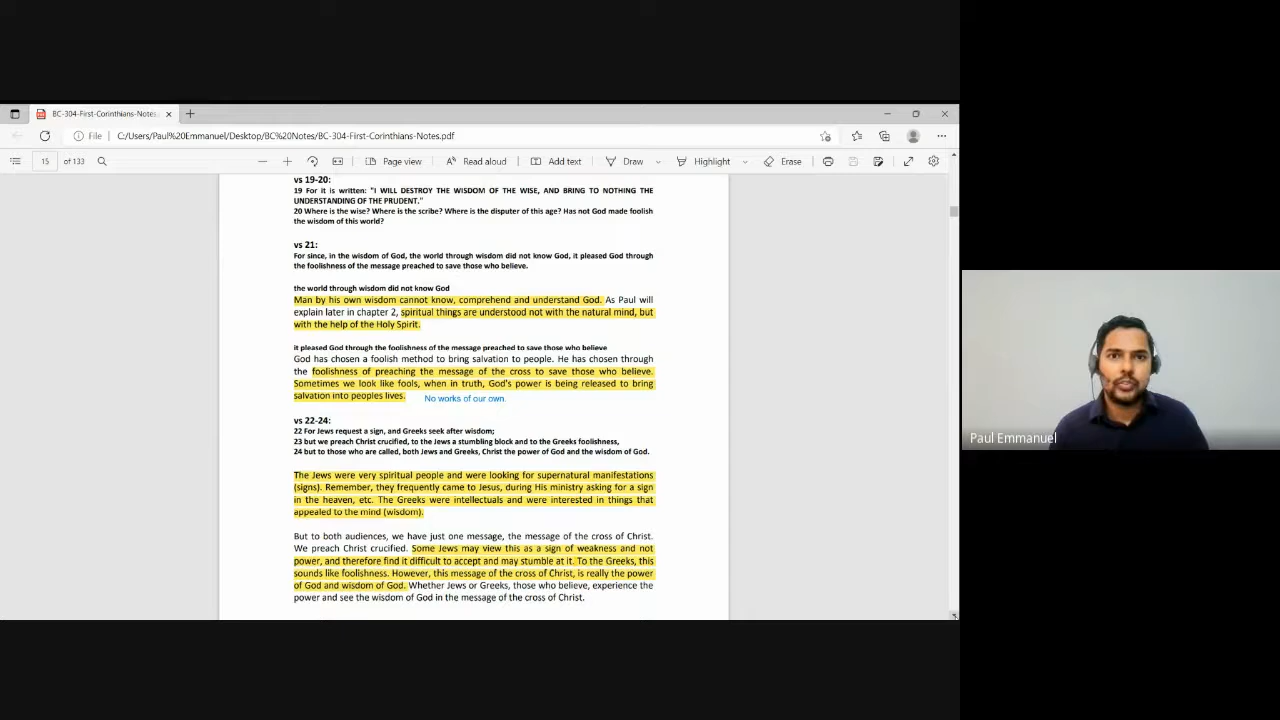 BC-304-First-Corinthians-Notes.
File
C:/Users/Paul%20Emmanuel/Desktop/BC%20Notes/BC-304-First-Corinthians-Notes.pdf
15 of 133
Page view
Read aloud
Add text
Draw
Highlight
Erase
vs 19-20:
19 For it is written: "I WILL DESTROY THE WISDOM OF THE WISE, AND BRING TO NOTHING THE
UNDERSTANDING OF THE PRUDENT."
20 Where is the wise? Where is the scribe? Where is the disputer of this age? Has not God made foolish
the wisdom of this world?
vs 21:
For since, in the wisdom of God, the world through wisdom did not know God, it pleased God through
the foolishness of the message preached to save those who believe.
the world through wisdom did not know God
Man by his own wisdom cannot know, comprehend and understand God. As Paul will
explain later in chapter 2, spiritual things are understood not with the natural mind, but
with the help of the Holy Spirit.
it pleased God through the foolishness of the message preached to save those who believe
God has chosen a foolish method to bring salvation to people. He has chosen through
the foolishness of preaching the message of the cross to save those who believe.
Sometimes we look like fools, when in truth, God's power is being released to bring
salvation into peoples lives.
No works of our own.
vs 22-24:
22 For Jews request a sign, and Greeks seek after wisdom;
23 but we preach Christ crucified, to the Jews a stumbling block and to the Greeks foolishness,
24 but to those who are called, both Jews and Greeks, Christ the power of God and the wisdom of God.
The Jews were very spiritual people and were looking for supernatural manifestations
(signs). Remember, they frequently came to Jesus, during His ministry asking for a sign
in the heaven, etc. The Greeks were intellectuals and were interested in things that
appealed to the mind (wisdom).
But to both audiences, we have just one message, the message of the cross of Christ.
We preach Christ crucified. Some Jews may view this as a sign of weakness and not
power, and therefore find it difficult to accept and may stumble at it. To the Greeks, this
sounds like foolishness. However, this message of the cross of Christ, is really the power
of God and wisdom of God. Whether Jews or Greeks, those who believe, experience the
power and see the wisdom of God in the message of the cross of Christ.
Paul Emmanuel